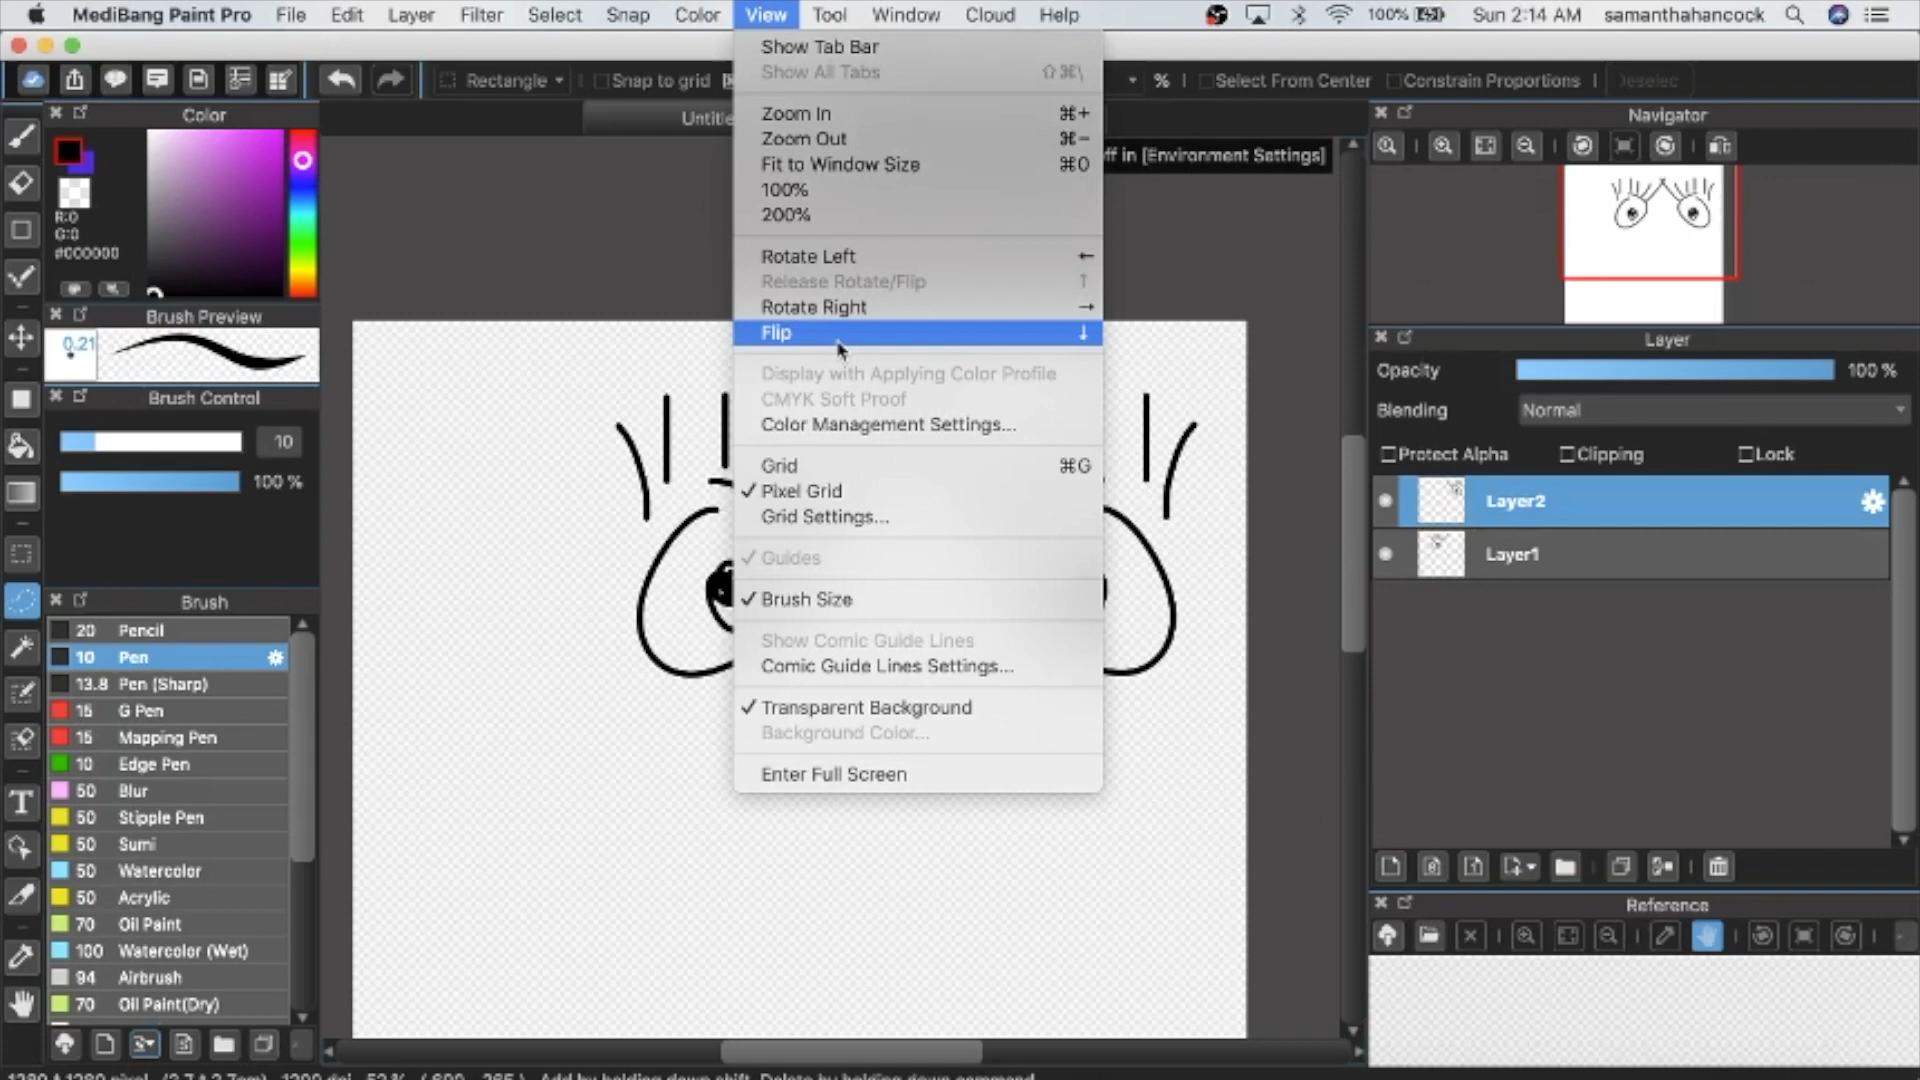 MediBang Paint Pro File Edit Layer Filter Select Snap Color View Tool Window Cloud Help 100% Sun 2:14 AM samanthahancock
Rectangle Snap to grid % Select From Center Constrain Proportions Deselec
Color
R:0
G:0
#000000
Brush Preview
0.21
Brush Control
10
100 %
Brush
20 Pencil
10 Pen
13.8 Pen (Sharp)
15 G Pen
15 Mapping Pen
10 Edge Pen
50 Blur
50 Stipple Pen
50 Sumi
50 Watercolor
50 Acrylic
70 Oil Paint
100 Watercolor (Wet)
94 Airbrush
70 Oil Paint(Dry)
Untitle
ff in [Environment Settings]
Show Tab Bar
Show All Tabs ⇧⌘\
Zoom In ⌘+
Zoom Out ⌘-
Fit to Window Size ⌘0
100%
200%
Rotate Left ←
Release Rotate/Flip ↑
Rotate Right →
Flip ↓
Display with Applying Color Profile
CMYK Soft Proof
Color Management Settings...
Grid ⌘G
✓ Pixel Grid
Grid Settings...
✓ Guides
✓ Brush Size
Show Comic Guide Lines
Comic Guide Lines Settings...
✓ Transparent Background
Background Color...
Enter Full Screen
Navigator
Layer
Opacity 100 %
Blending Normal
Protect Alpha Clipping Lock
Layer2
Layer1
Reference